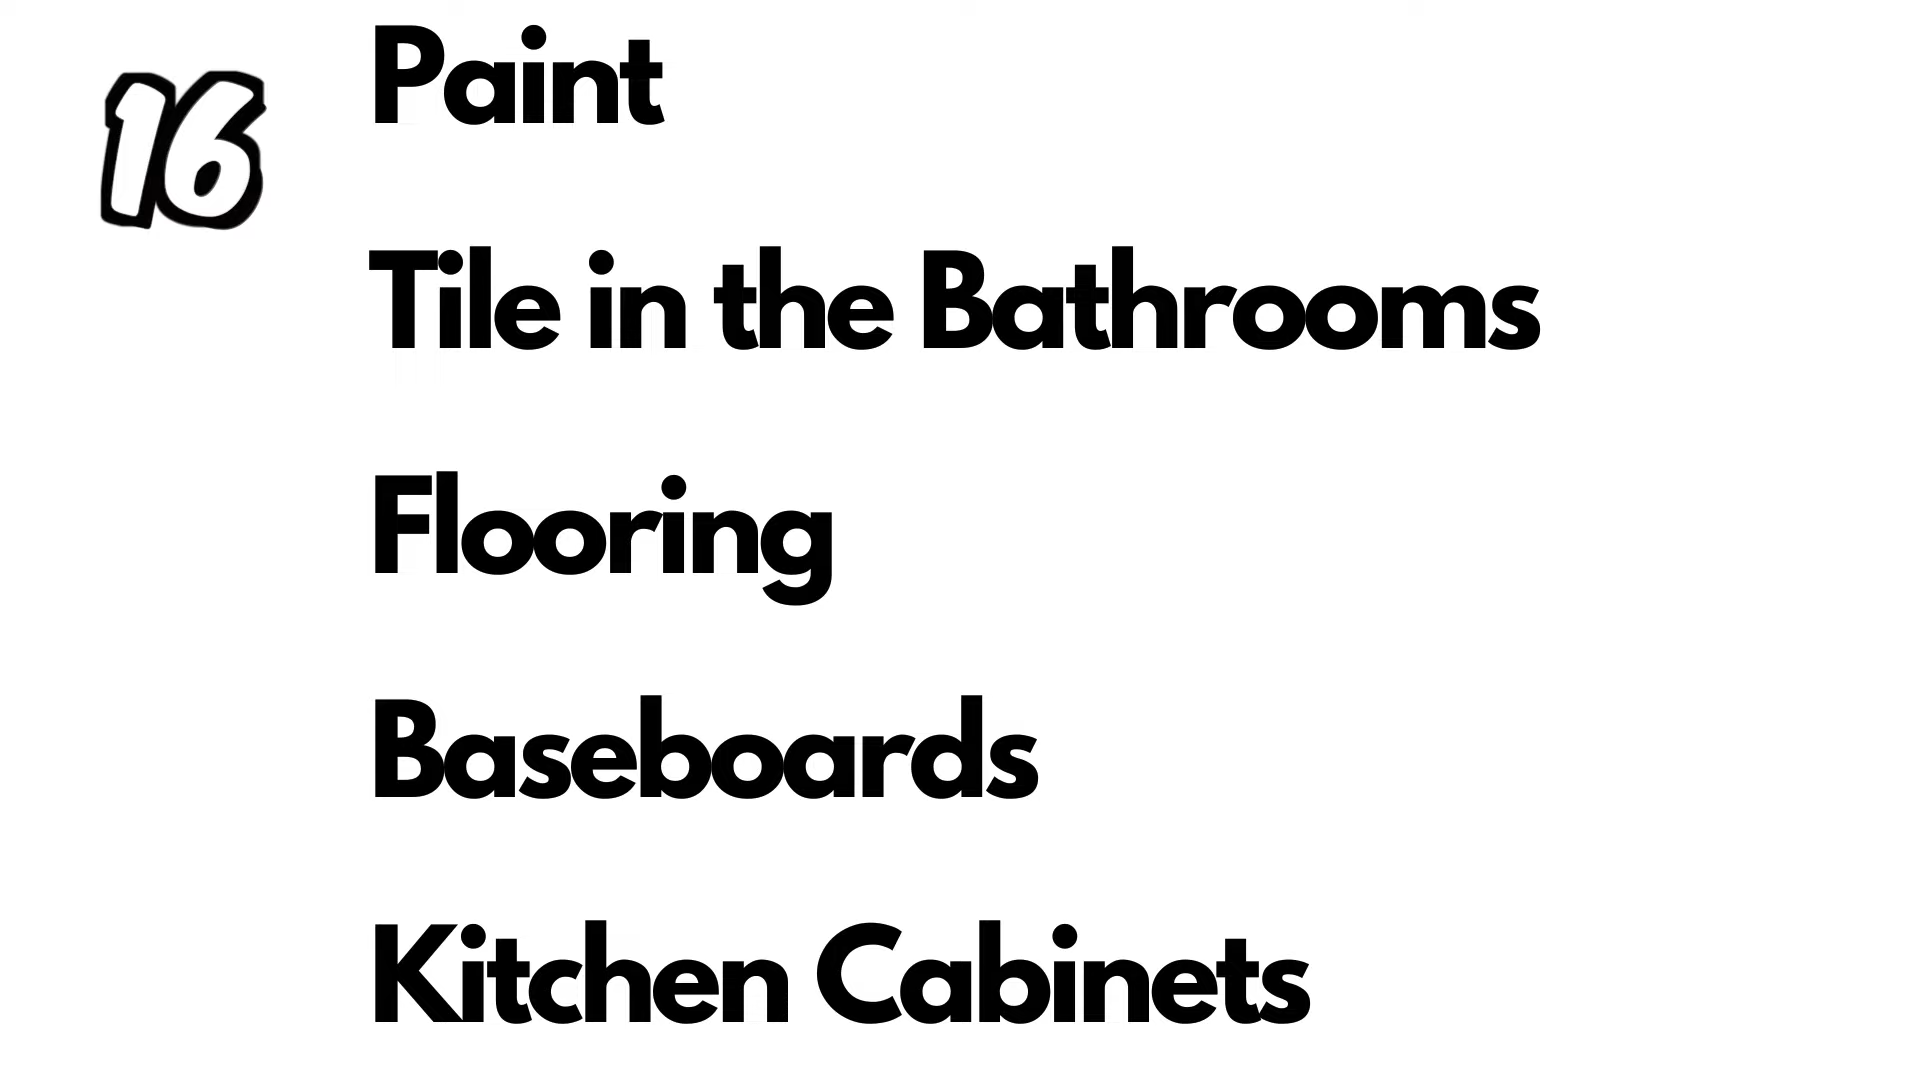 16
Paint
Tile in the Bathrooms
Flooring
Baseboards
Kitchen Cabinets